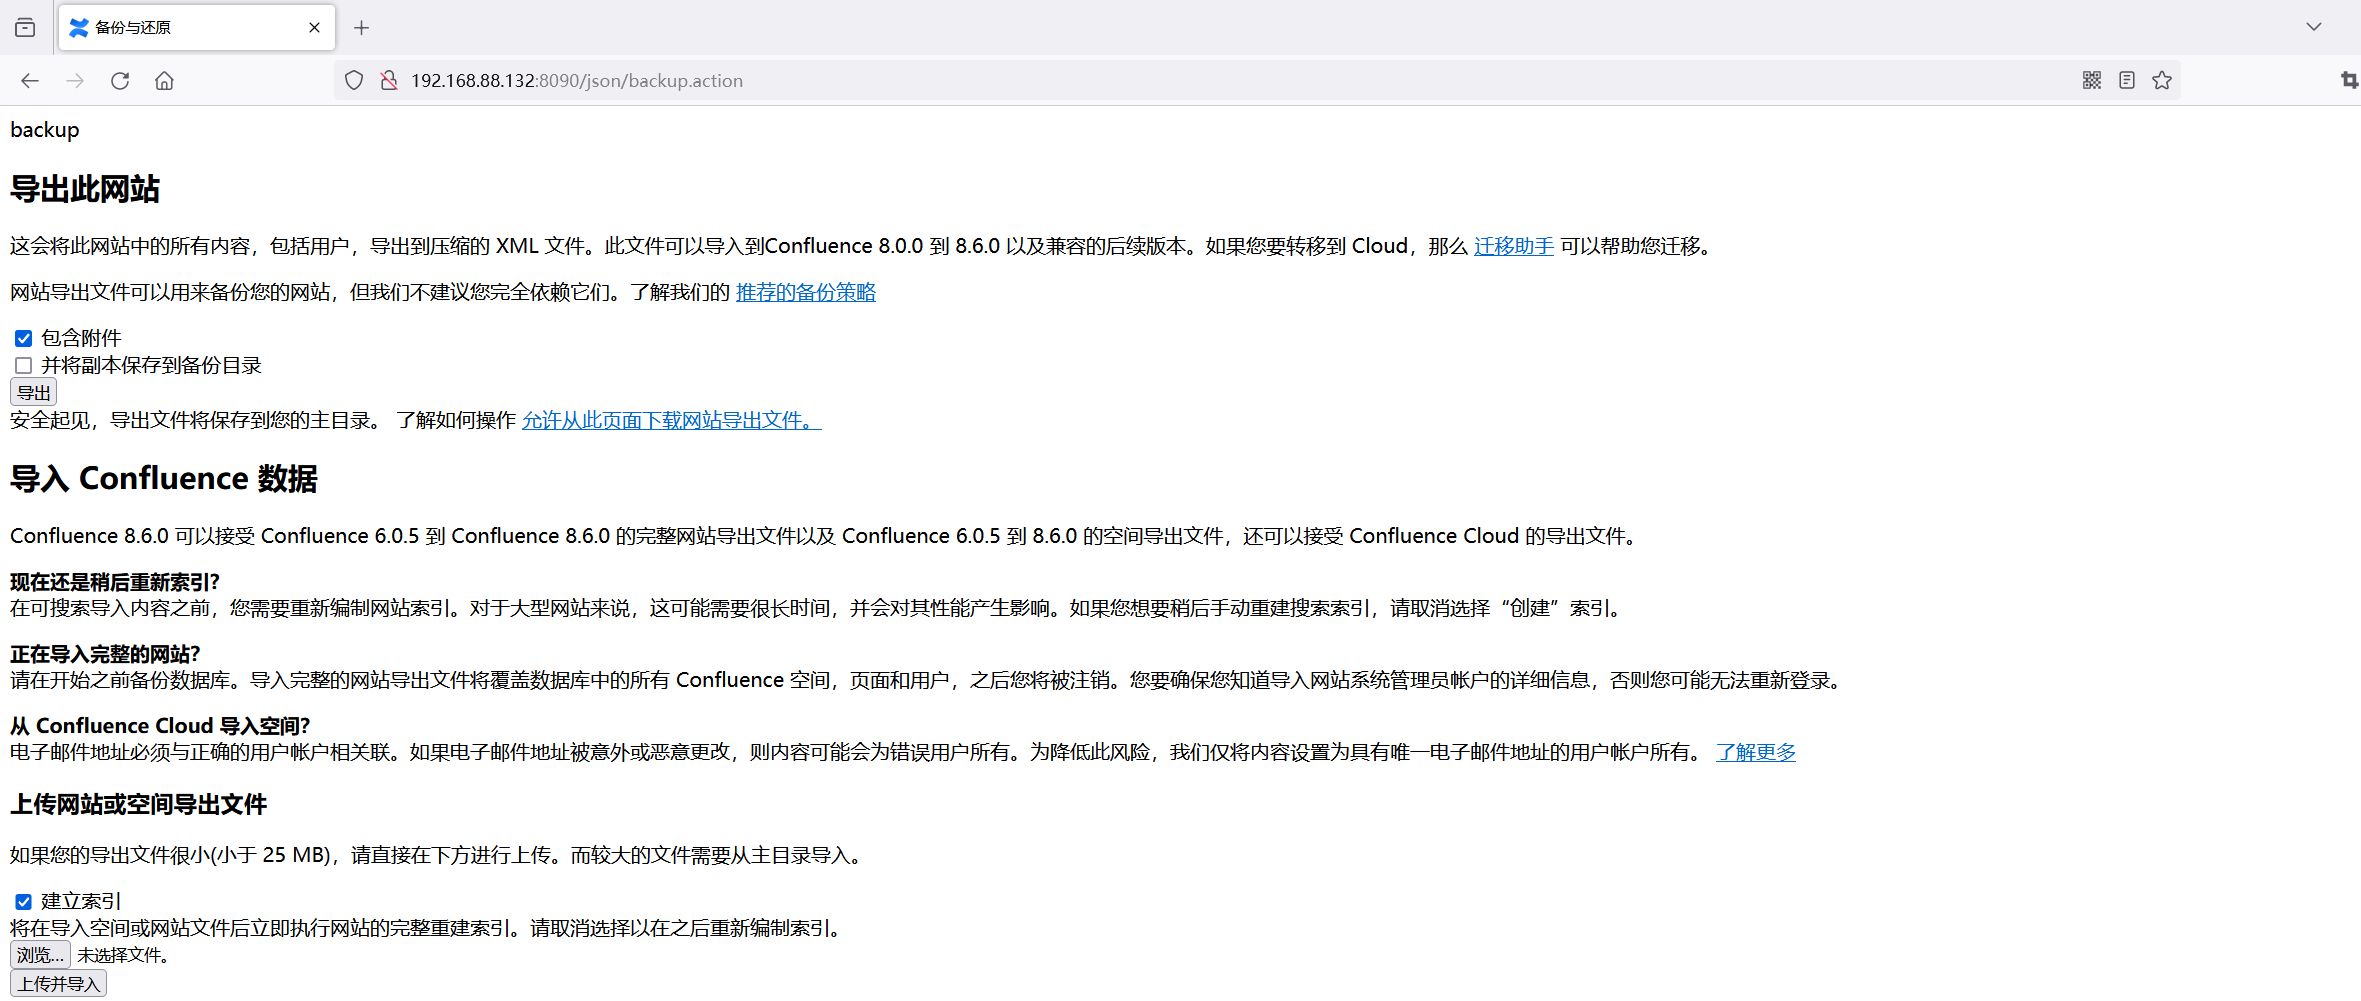 备份与还原
192.168.88.132:8090/json/backup.action
backup
导出此网站
这会将此网站中的所有内容，包括用户，导出到压缩的 XML 文件。此文件可以导入到Confluence 8.0.0 到 8.6.0 以及兼容的后续版本。如果您要转移到 Cloud，那么 迁移助手 可以帮助您迁移。
网站导出文件可以用来备份您的网站，但我们不建议您完全依赖它们。了解我们的 推荐的备份策略
包含附件
并将副本保存到备份目录
导出
安全起见，导出文件将保存到您的主目录。 了解如何操作 允许从此页面下载网站导出文件。
导入 Confluence 数据
Confluence 8.6.0 可以接受 Confluence 6.0.5 到 Confluence 8.6.0 的完整网站导出文件以及 Confluence 6.0.5 到 8.6.0 的空间导出文件，还可以接受 Confluence Cloud 的导出文件。
现在还是稍后重新索引?
在可搜索导入内容之前，您需要重新编制网站索引。对于大型网站来说，这可能需要很长时间，并会对其性能产生影响。如果您想要稍后手动重建搜索索引，请取消选择“创建”索引。
正在导入完整的网站?
请在开始之前备份数据库。导入完整的网站导出文件将覆盖数据库中的所有 Confluence 空间，页面和用户，之后您将被注销。您要确保您知道导入网站系统管理员帐户的详细信息，否则您可能无法重新登录。
从 Confluence Cloud 导入空间?
电子邮件地址必须与正确的用户帐户相关联。如果电子邮件地址被意外或恶意更改，则内容可能会为错误用户所有。为降低此风险，我们仅将内容设置为具有唯一电子邮件地址的用户帐户所有。 了解更多
上传网站或空间导出文件
如果您的导出文件很小(小于 25 MB)，请直接在下方进行上传。而较大的文件需要从主目录导入。
建立索引
将在导入空间或网站文件后立即执行网站的完整重建索引。请取消选择以在之后重新编制索引。
浏览... 未选择文件。
上传并导入